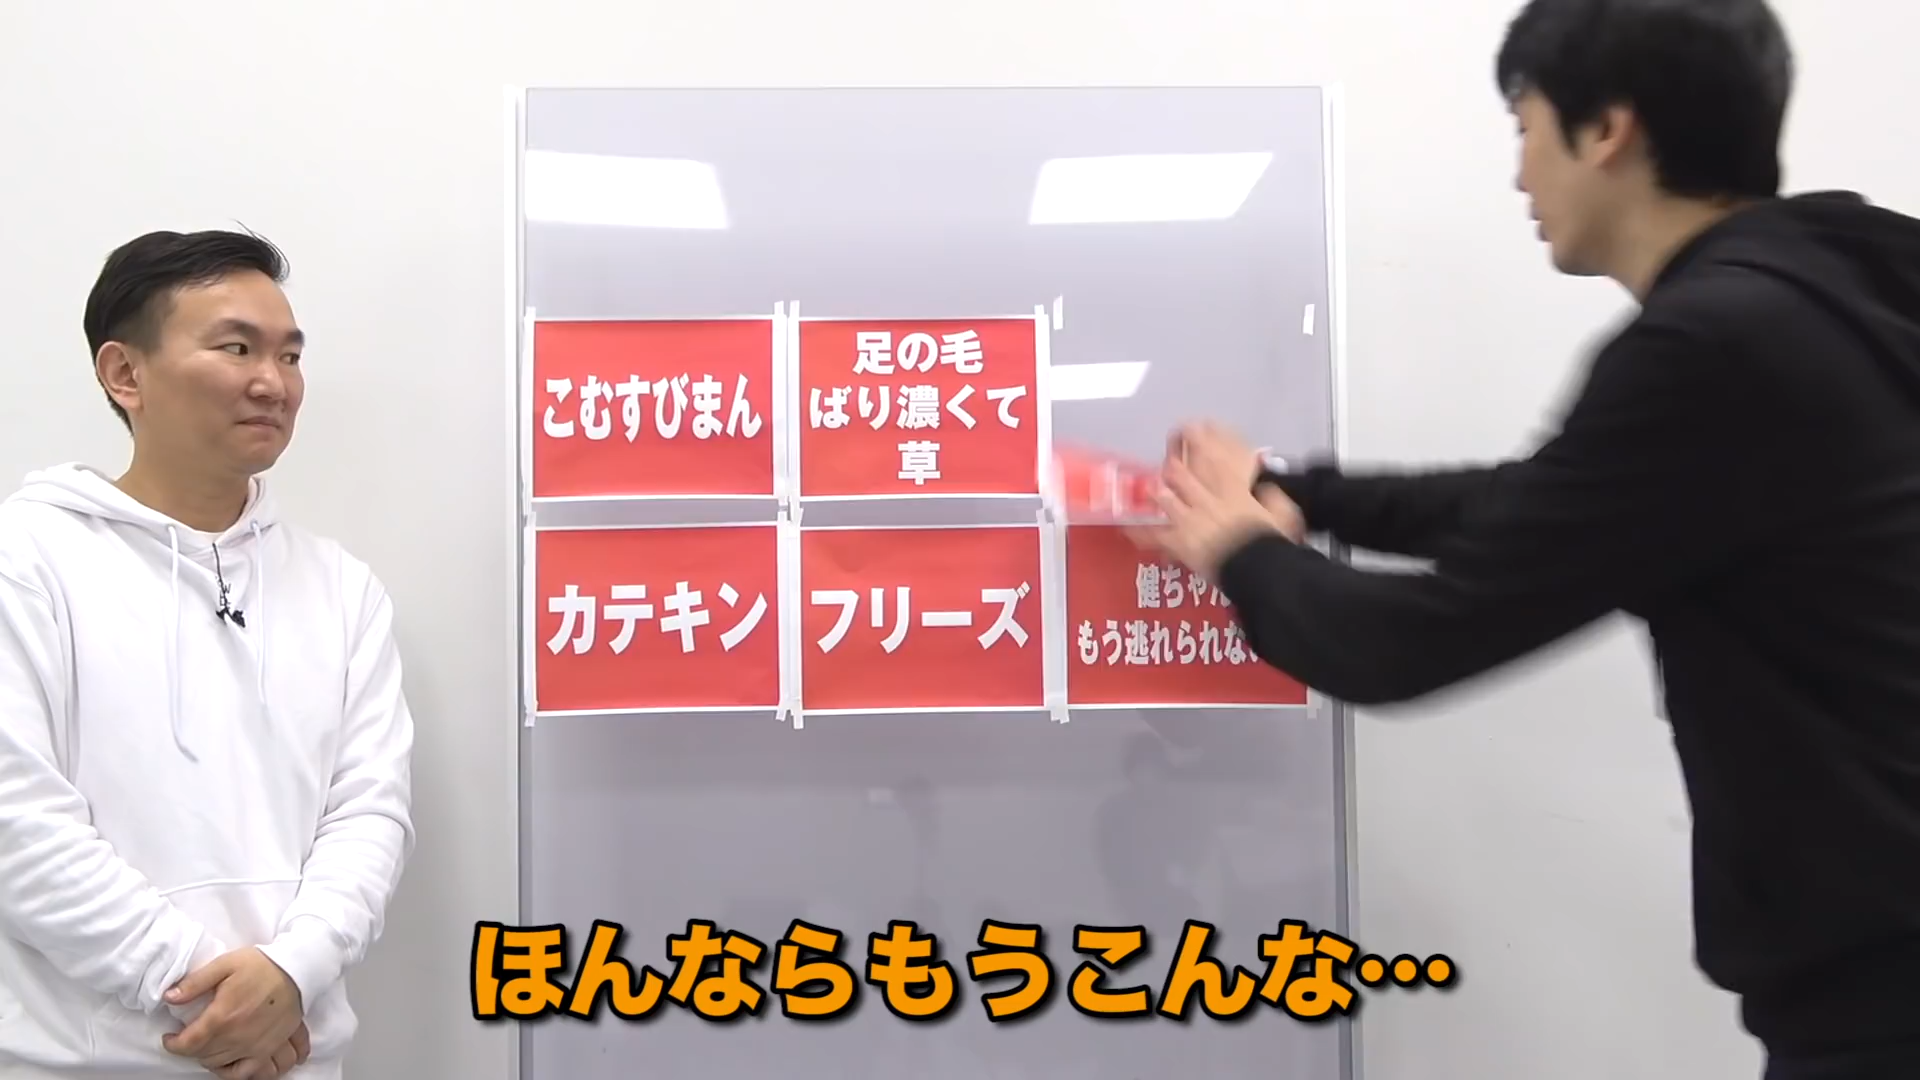 こむすびまん
足の毛
ばり濃くて
草
カテキン
フリーズ
健ちゃん
もう逃れられな
ほんならもうこんな…